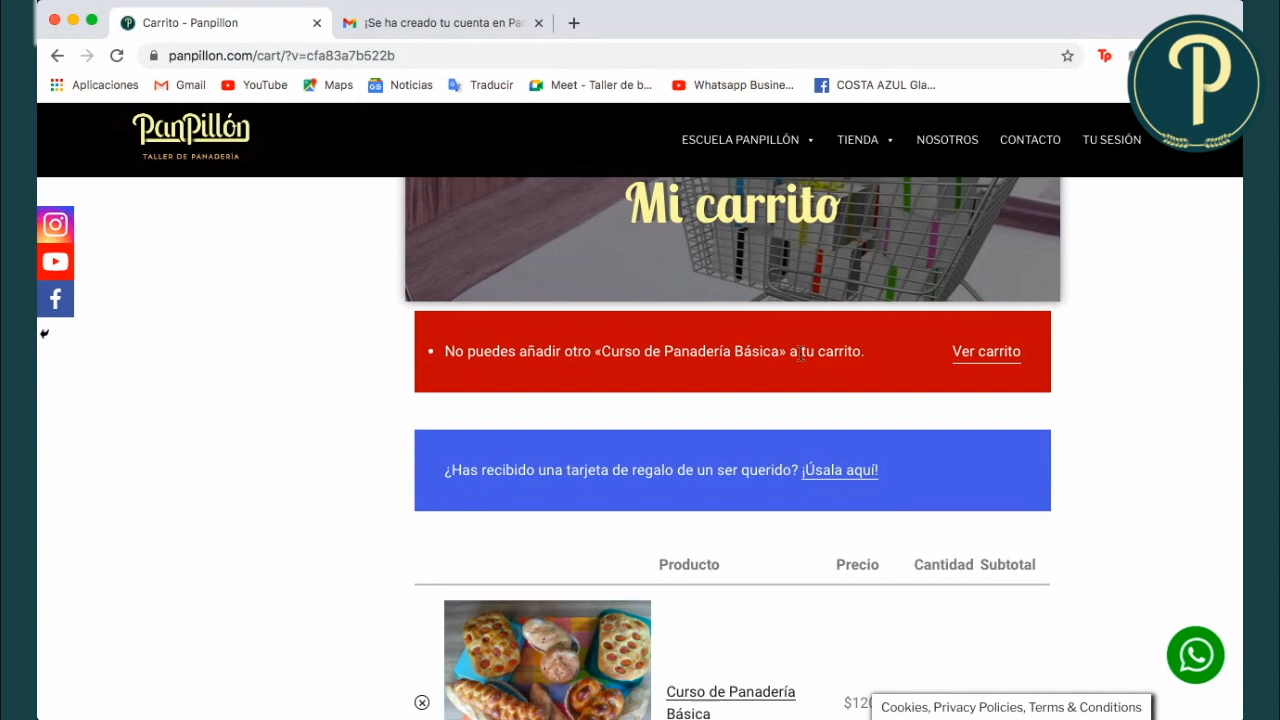 Carrito - Panpillon
¡Se ha creado tu cuenta en Pan
panpillon.com/cart/?v=cfa83a7b522b
Tp
Aplicaciones Gmail YouTube Maps Noticias Traducir Meet - Taller de b... Whatsapp Busine... COSTA AZUL Gla...
P
PanPillón
TALLER DE PANADERÍA
ESCUELA PANPILLÓN TIENDA NOSOTROS CONTACTO TU SESIÓN
Mi carrito
No puedes añadir otro «Curso de Panadería Básica» a tu carrito. Ver carrito
¿Has recibido una tarjeta de regalo de un ser querido? ¡Úsala aquí!
Producto Precio Cantidad Subtotal
Curso de Panadería
Básica
Cookies, Privacy Policies, Terms & Conditions